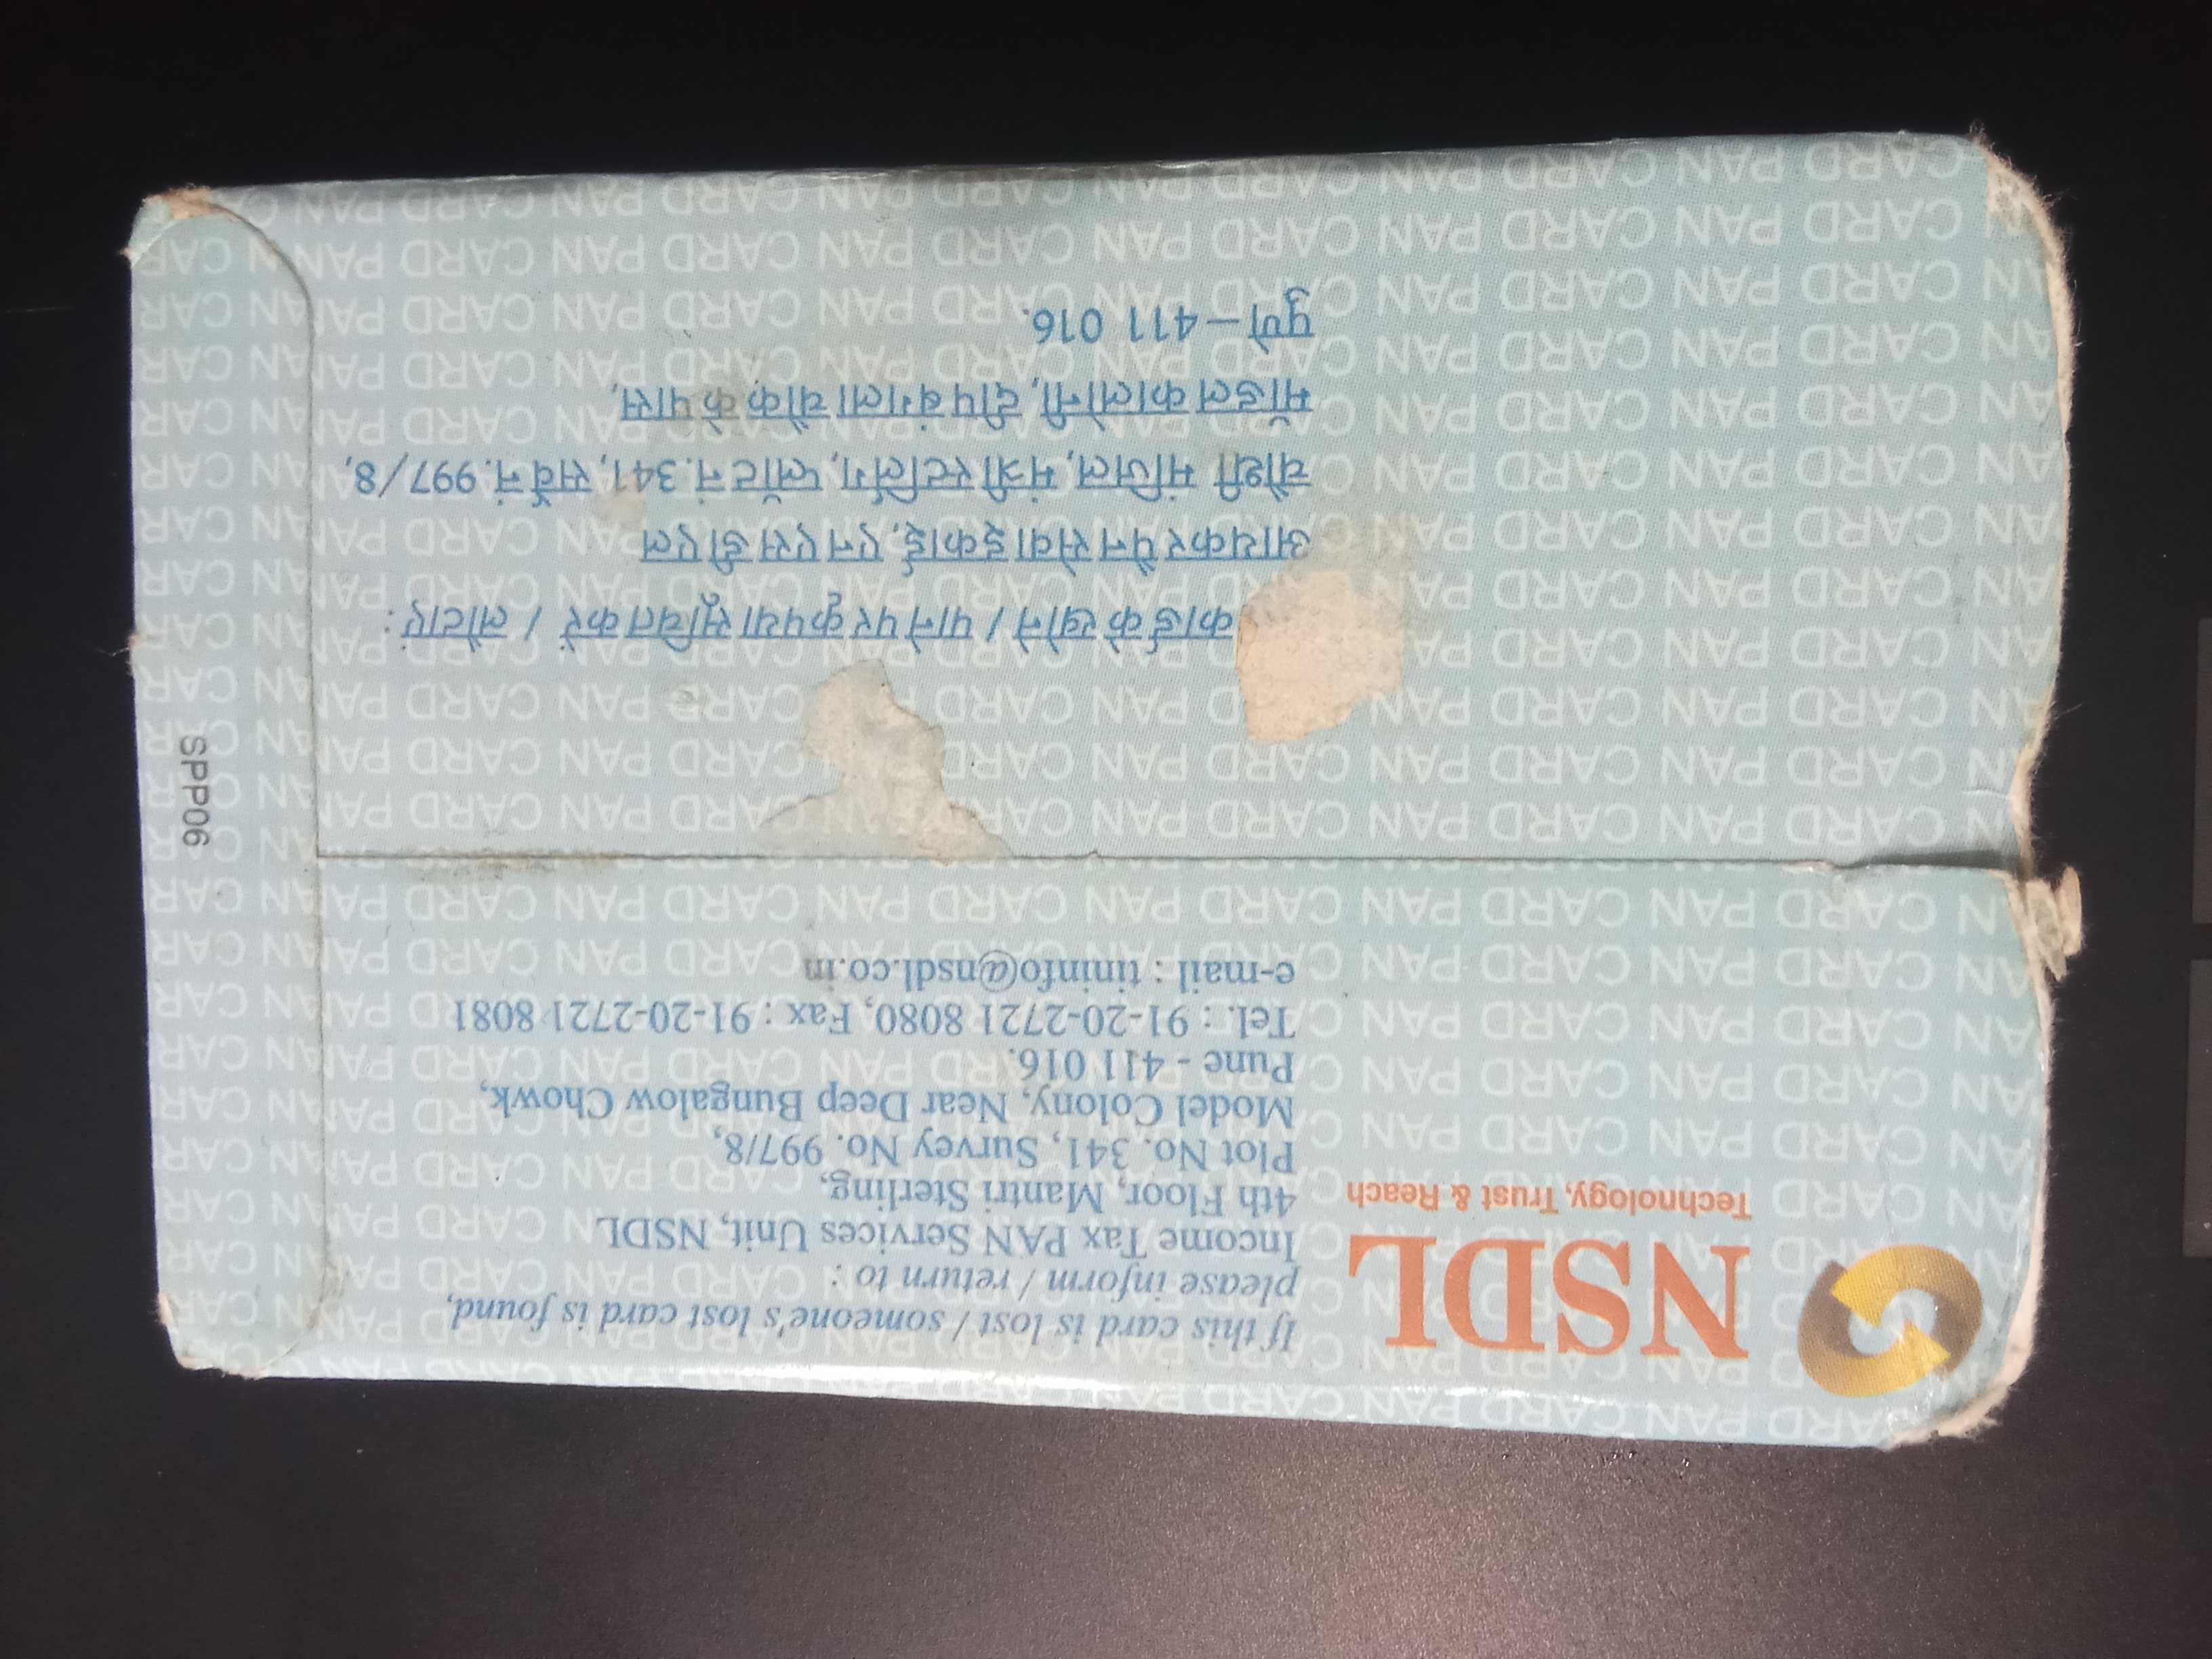 NSDL
Technology, Trust & Reach
If this card is lost / someone's lost card is found,
please inform / return to :
Income Tax PAN Services Unit, NSDL
4th Floor, Mantri Sterling,
Plot No. 341, Survey No. 997/8,
Model Colony, Near Deep Bungalow Chowk,
Pune - 411 016.
Tel. : 91-20-2721 8080, Fax : 91-20-2721 8081
e-mail : tininfo@nsdl.co.in
कार्ड के खोने / पाने पर कृपया सूचित करें / लौटाएं :
आयकर पॅन सेवा इकाई, एन एस डी एल
चौथी मंजिल, मंत्री स्टर्लिंग, प्लॉट नं. 341, सर्वे नं. 997/8,
मॉडल कालोनी, दीप बंगला चौक के पास,
पुणे – 411 016.
SPP06